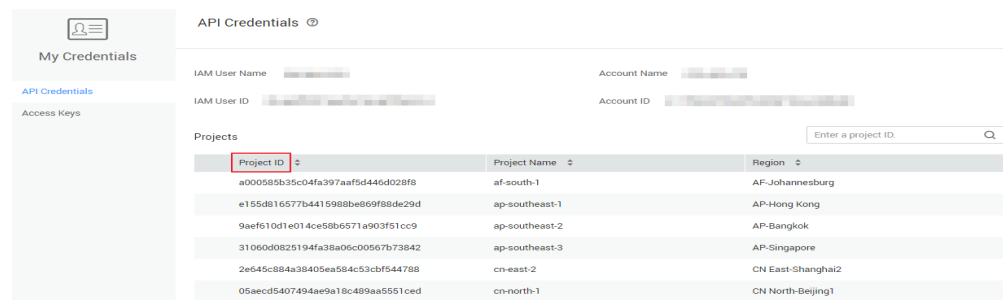 API Credentials
My Credentials
API Credentials
Access Keys
IAM User Name
Account Name
IAM User ID
Account ID
Projects
Enter a project ID.
Project ID Project Name Region
a000585b35c04fa397aaf5d446d028f8 af-south-1 AF-Johannesburg
e155d816577b4415988be869f88de29d ap-southeast-1 AP-Hong Kong
9aef610d1e014ce58b6571a903f51cc9 ap-southeast-2 AP-Bangkok
31060d0825194fa38a06c00567b73842 ap-southeast-3 AP-Singapore
2e645c884a38405ea584c53cbf544788 cn-east-2 CN East-Shanghai2
05aecd5407494ae9a18c489aa5551ced cn-north-1 CN North-Beijing1